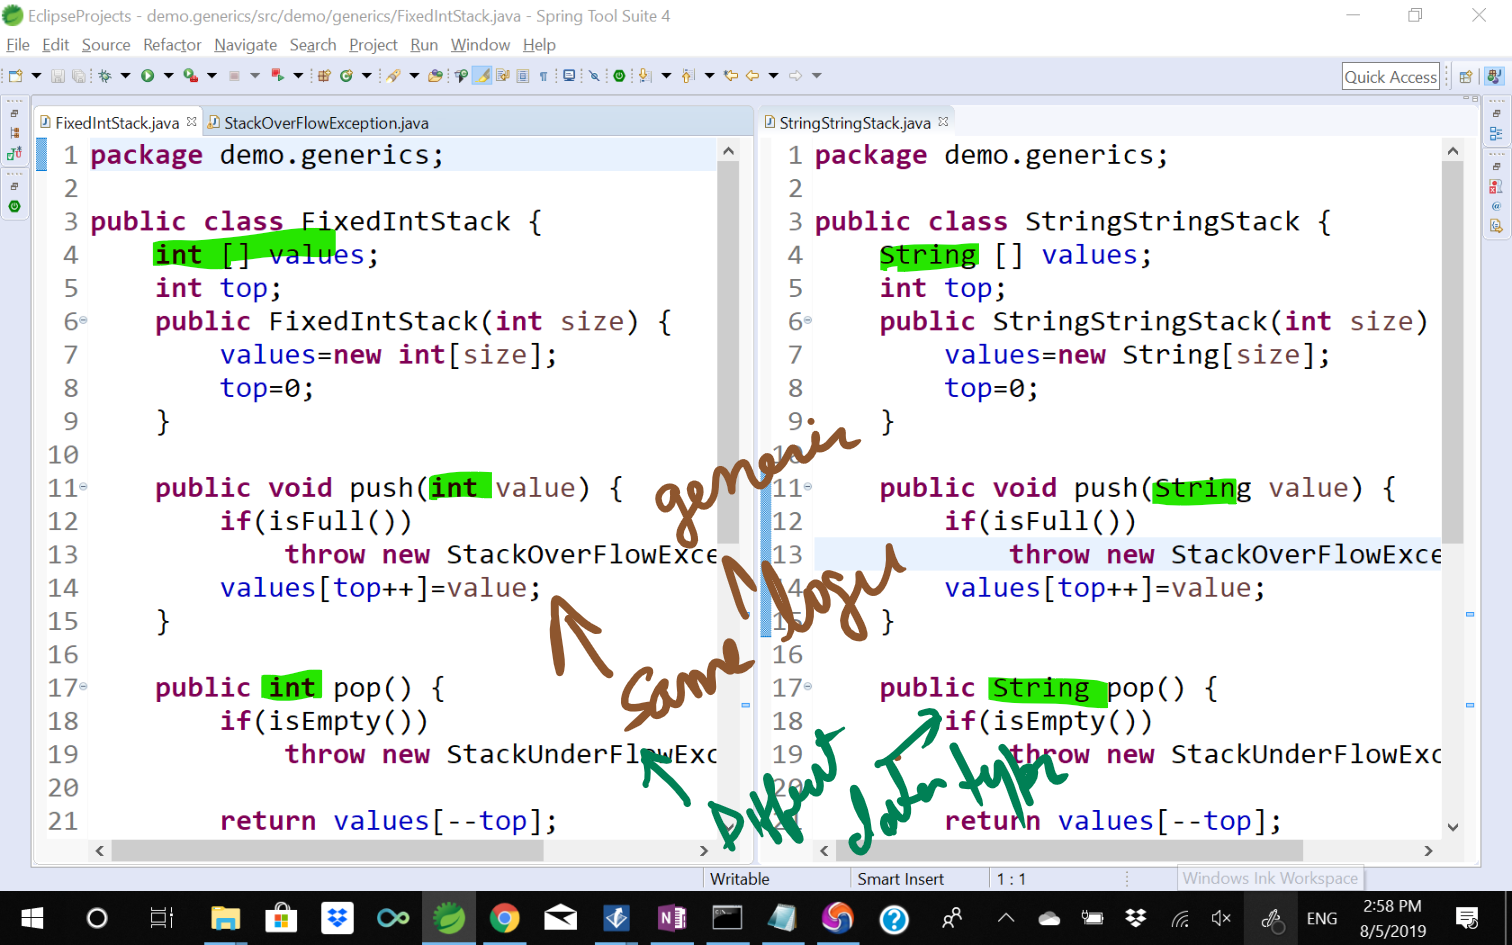 EclipseProjects - demo.generics/src/demo/generics/FixedIntStack.java - Spring Tool Suite 4
File Edit Source Refactor Navigate Search Project Run Window Help
Quick Access
FixedIntStack.java
StackOverFlowException.java
1 package demo.generics;
2
3 public class FixedIntStack {
4 int [] values;
5 int top;
6 public FixedIntStack(int size) {
7 values=new int[size];
8 top=0;
9 }
10
11 public void push(int value) {
12 if(isFull())
13 throw new StackOverFlowExce
14 values[top++]=value;
15 }
16
17 public int pop() {
18 if(isEmpty())
19 throw new StackUnderFlowExc
20
21 return values[--top];
StringStringStack.java
1 package demo.generics;
2
3 public class StringStringStack {
4 String [] values;
5 int top;
6 public StringStringStack(int size)
7 values=new String[size];
8 top=0;
9 }
10
11 public void push(String value) {
12 if(isFull())
13 throw new StackOverFlowExce
14 values[top++]=value;
15 }
16
17 public String pop() {
18 if(isEmpty())
19 throw new StackUnderFlowExc
20
21 return values[--top];
generic
Same logic
Different
data type
Writable Smart Insert 1 : 1
Windows Ink Workspace
ENG
2:58 PM
8/5/2019